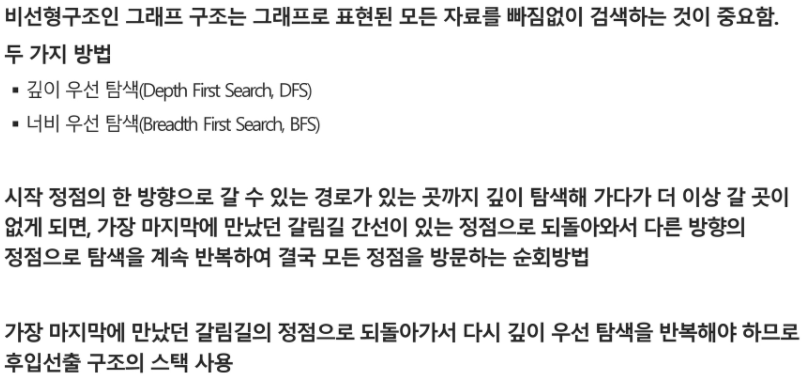 비선형구조인 그래프 구조는 그래프로 표현된 모든 자료를 빠짐없이 검색하는 것이 중요함.
두 가지 방법
▪ 깊이 우선 탐색(Depth First Search, DFS)
▪ 너비 우선 탐색(Breadth First Search, BFS)
시작 정점의 한 방향으로 갈 수 있는 경로가 있는 곳까지 깊이 탐색해 가다가 더 이상 갈 곳이
없게 되면, 가장 마지막에 만났던 갈림길 간선이 있는 정점으로 되돌아와서 다른 방향의
정점으로 탐색을 계속 반복하여 결국 모든 정점을 방문하는 순회방법
가장 마지막에 만났던 갈림길의 정점으로 되돌아가서 다시 깊이 우선 탐색을 반복해야 하므로
후입선출 구조의 스택 사용